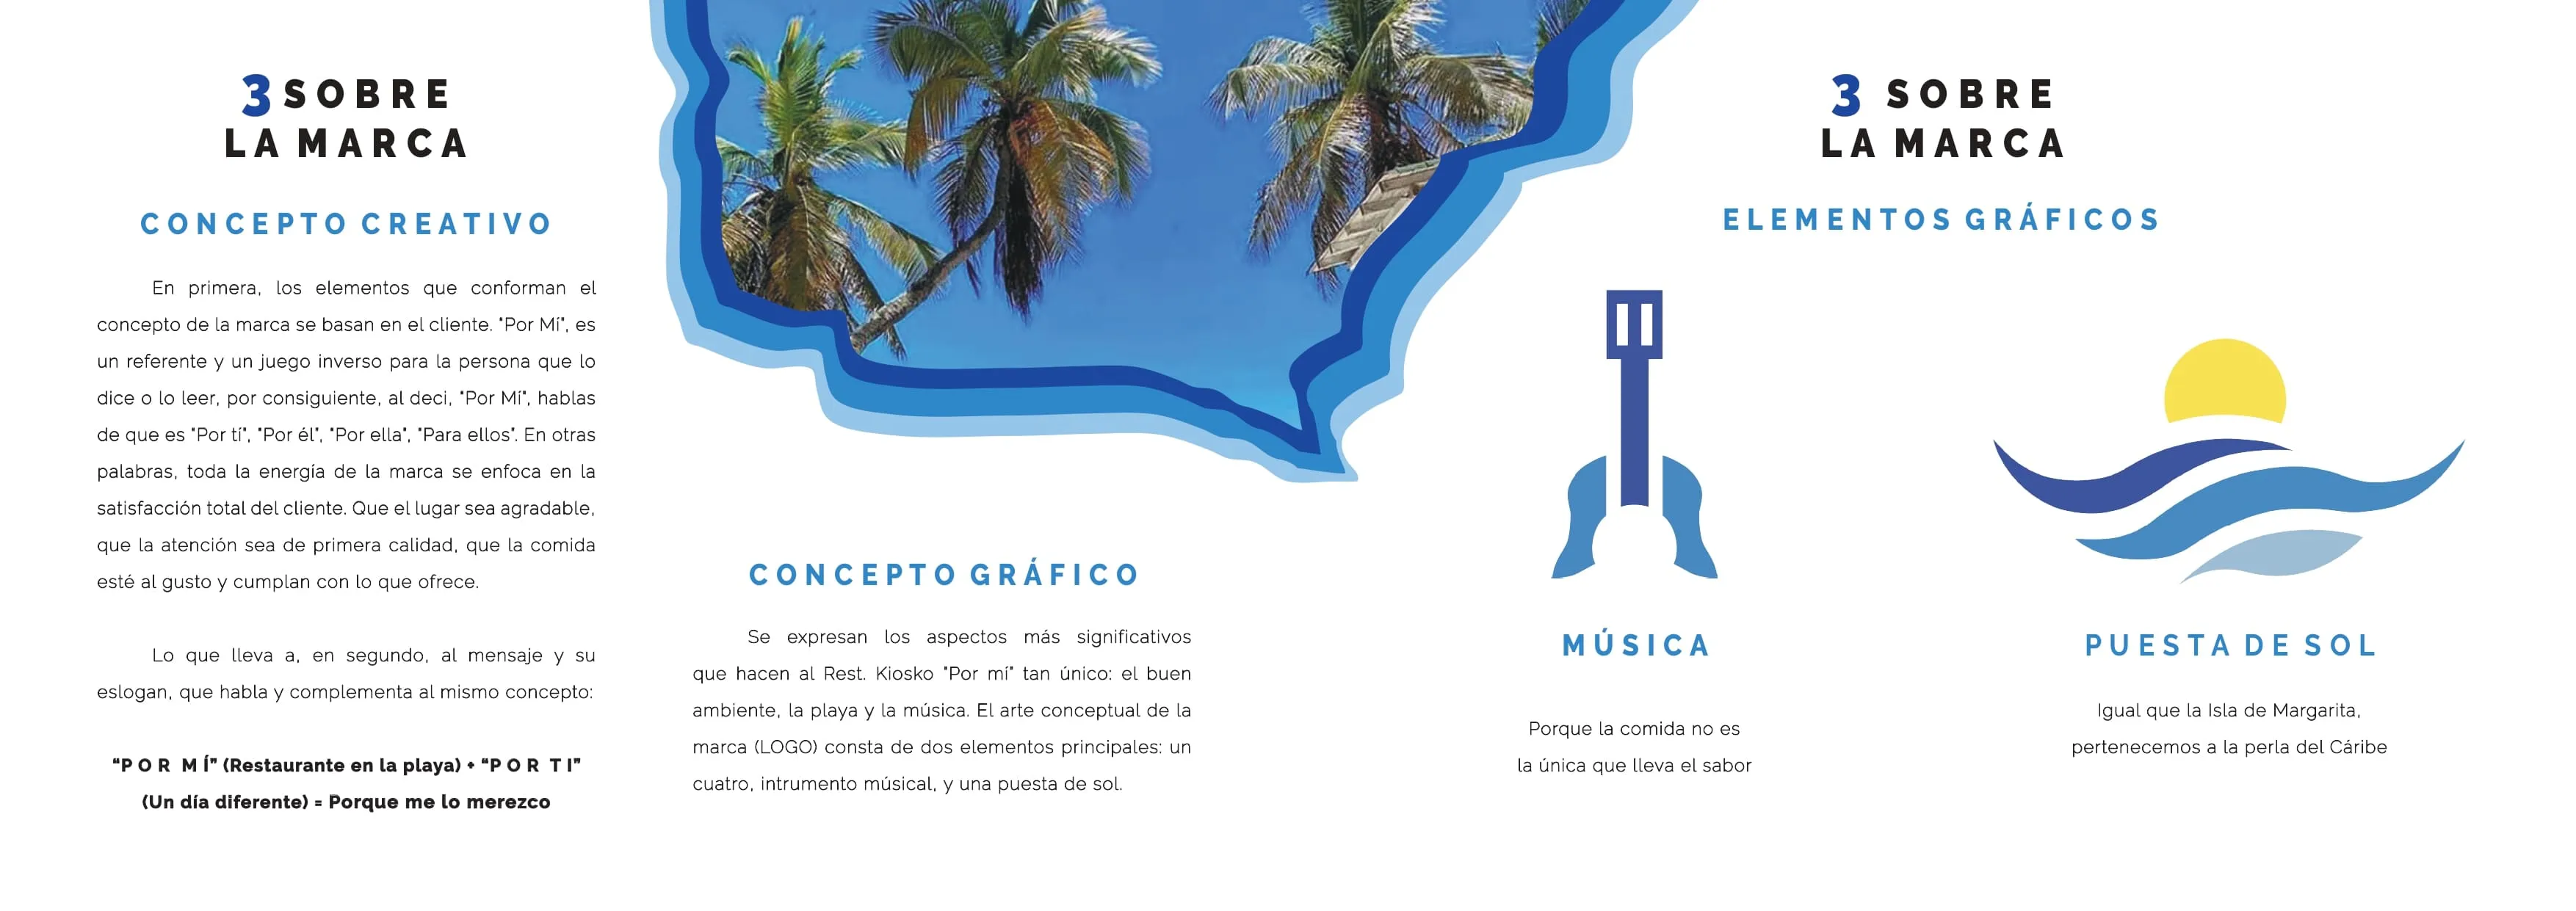 3 SOBRE
LA MARCA
CONCEPTO CREATIVO
En primera, los elementos que conforman el
concepto de la marca se basan en el cliente. "Por Mí", es
un referente y un juego inverso para la persona que lo
dice o lo leer, por consiguiente, al deci, "Por Mí", hablas
de que es "Por tí", "Por él", "Por ella", "Para ellos". En otras
palabras, toda la energía de la marca se enfoca en la
satisfacción total del cliente. Que el lugar sea agradable,
que la atención sea de primera calidad, que la comida
esté al gusto y cumplan con lo que ofrece.
Lo que lleva a, en segundo, al mensaje y su
eslogan, que habla y complementa al mismo concepto:
“POR MÍ” (Restaurante en la playa) + “POR TI”
(Un día diferente) = Porque me lo merezco
CONCEPTO GRÁFICO
Se expresan los aspectos más significativos
que hacen al Rest. Kiosko "Por mí" tan único: el buen
ambiente, la playa y la música. El arte conceptual de la
marca (LOGO) consta de dos elementos principales: un
cuatro, intrumento músical, y una puesta de sol.
3 SOBRE
LA MARCA
ELEMENTOS GRÁFICOS
MÚSICA
Porque la comida no es
la única que lleva el sabor
PUESTA DE SOL
Igual que la Isla de Margarita,
pertenecemos a la perla del Cáribe